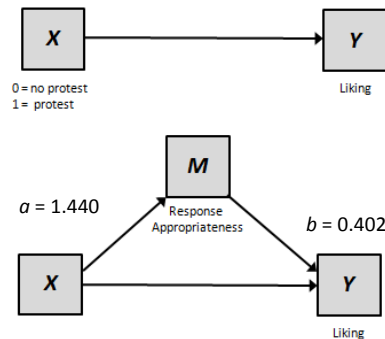 X
Y
0 = no protest
1 = protest
Liking
M
a = 1.440
Response
Appropriateness
b = 0.402
X
Y
Liking